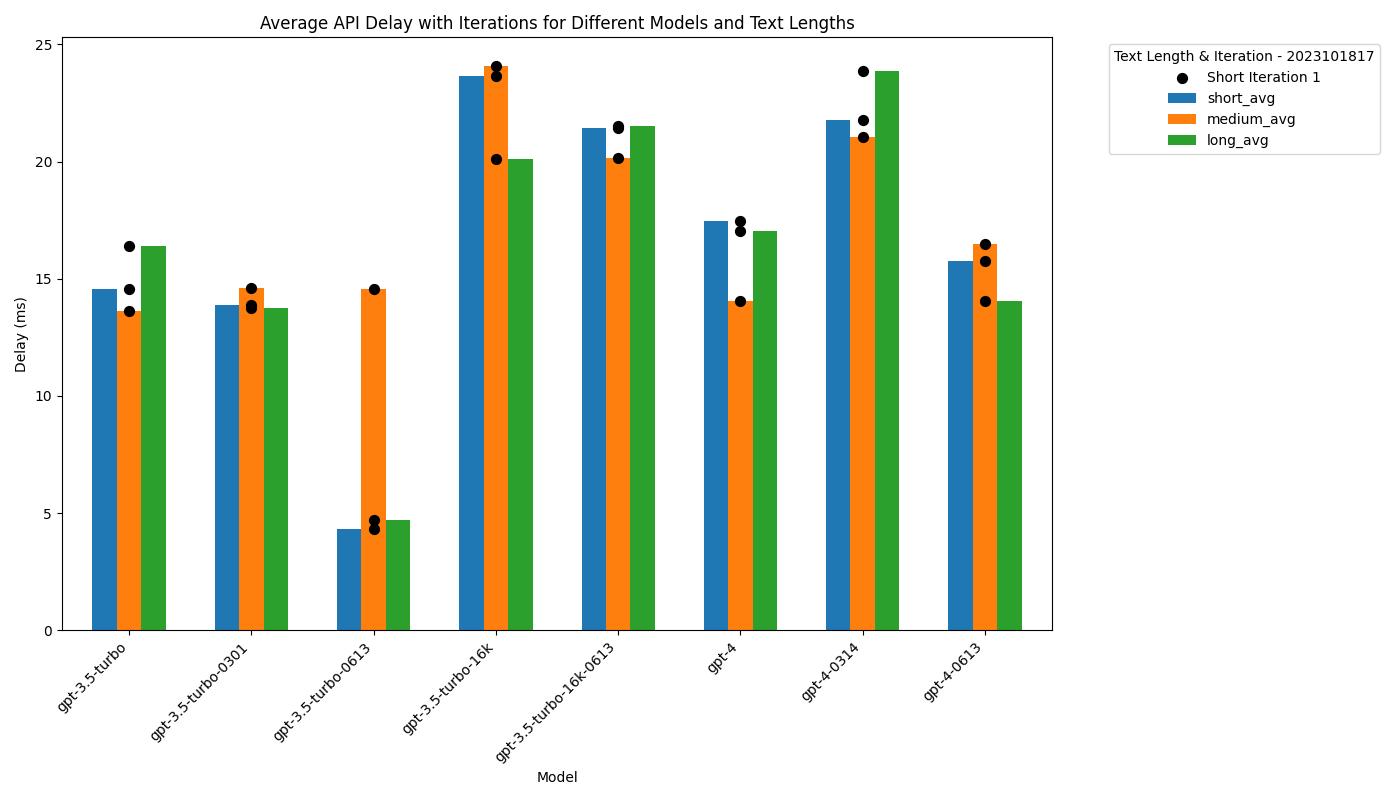 Average API Delay with Iterations for Different Models and Text Lengths
Text Length & Iteration - 2023101817
Short Iteration 1
short_avg
medium_avg
long_avg
Delay (ms)
25
20
15
10
5
0
gpt-3.5-turbo
gpt-3.5-turbo-0301
gpt-3.5-turbo-0613
gpt-3.5-turbo-16k
gpt-3.5-turbo-16k-0613
gpt-4
gpt-4-0314
gpt-4-0613
Model